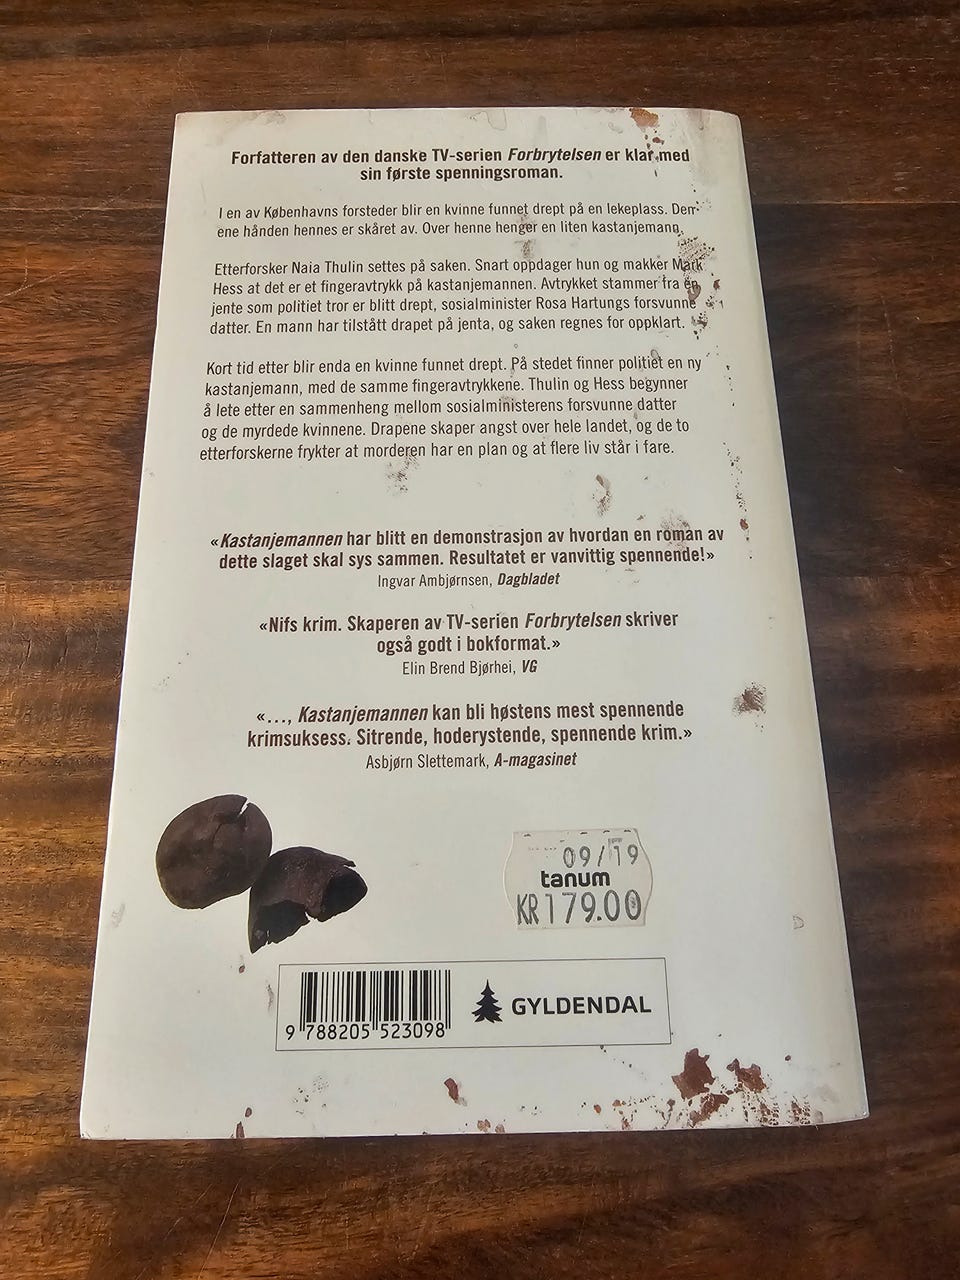 Forfatteren av den danske TV-serien Forbrytelsen er klar med
sin første spenningsroman.
I en av Københavns forsteder blir en kvinne funnet drept på en lekeplass. Den
ene hånden hennes er skåret av. Over henne henger en liten kastanjemann.
Etterforsker Naia Thulin settes på saken. Snart oppdager hun og makker Mark
Hess at det er et fingeravtrykk på kastanjemannen. Avtrykket stammer fra en
jente som politiet tror er blitt drept, sosialminister Rosa Hartungs forsvunne
datter. En mann har tilstått drapet på jenta, og saken regnes for oppklart.
Kort tid etter blir enda en kvinne funnet drept. På stedet finner politiet en ny
kastanjemann, med de samme fingeravtrykkene. Thulin og Hess begynner
å lete etter en sammenheng mellom sosialministerens forsvunne datter
og de myrdede kvinnene. Drapene skaper angst over hele landet, og de to
etterforskerne frykter at morderen har en plan og at flere liv står i fare.
«Kastanjemannen har blitt en demonstrasjon av hvordan en roman av
dette slaget skal sys sammen. Resultatet er vanvittig spennende!»
Ingvar Ambjørnsen, Dagbladet
«Nifs krim. Skaperen av TV-serien Forbrytelsen skriver
også godt i bokformat.»
Elin Brend Bjørhei, VG
«..., Kastanjemannen kan bli høstens mest spennende
krimsuksess. Sitrende, hoderystende, spennende krim.»
Asbjørn Slettemark, A-magasinet
09/19
tanum
KR179.00
GYLDENDAL
9 788205 523098